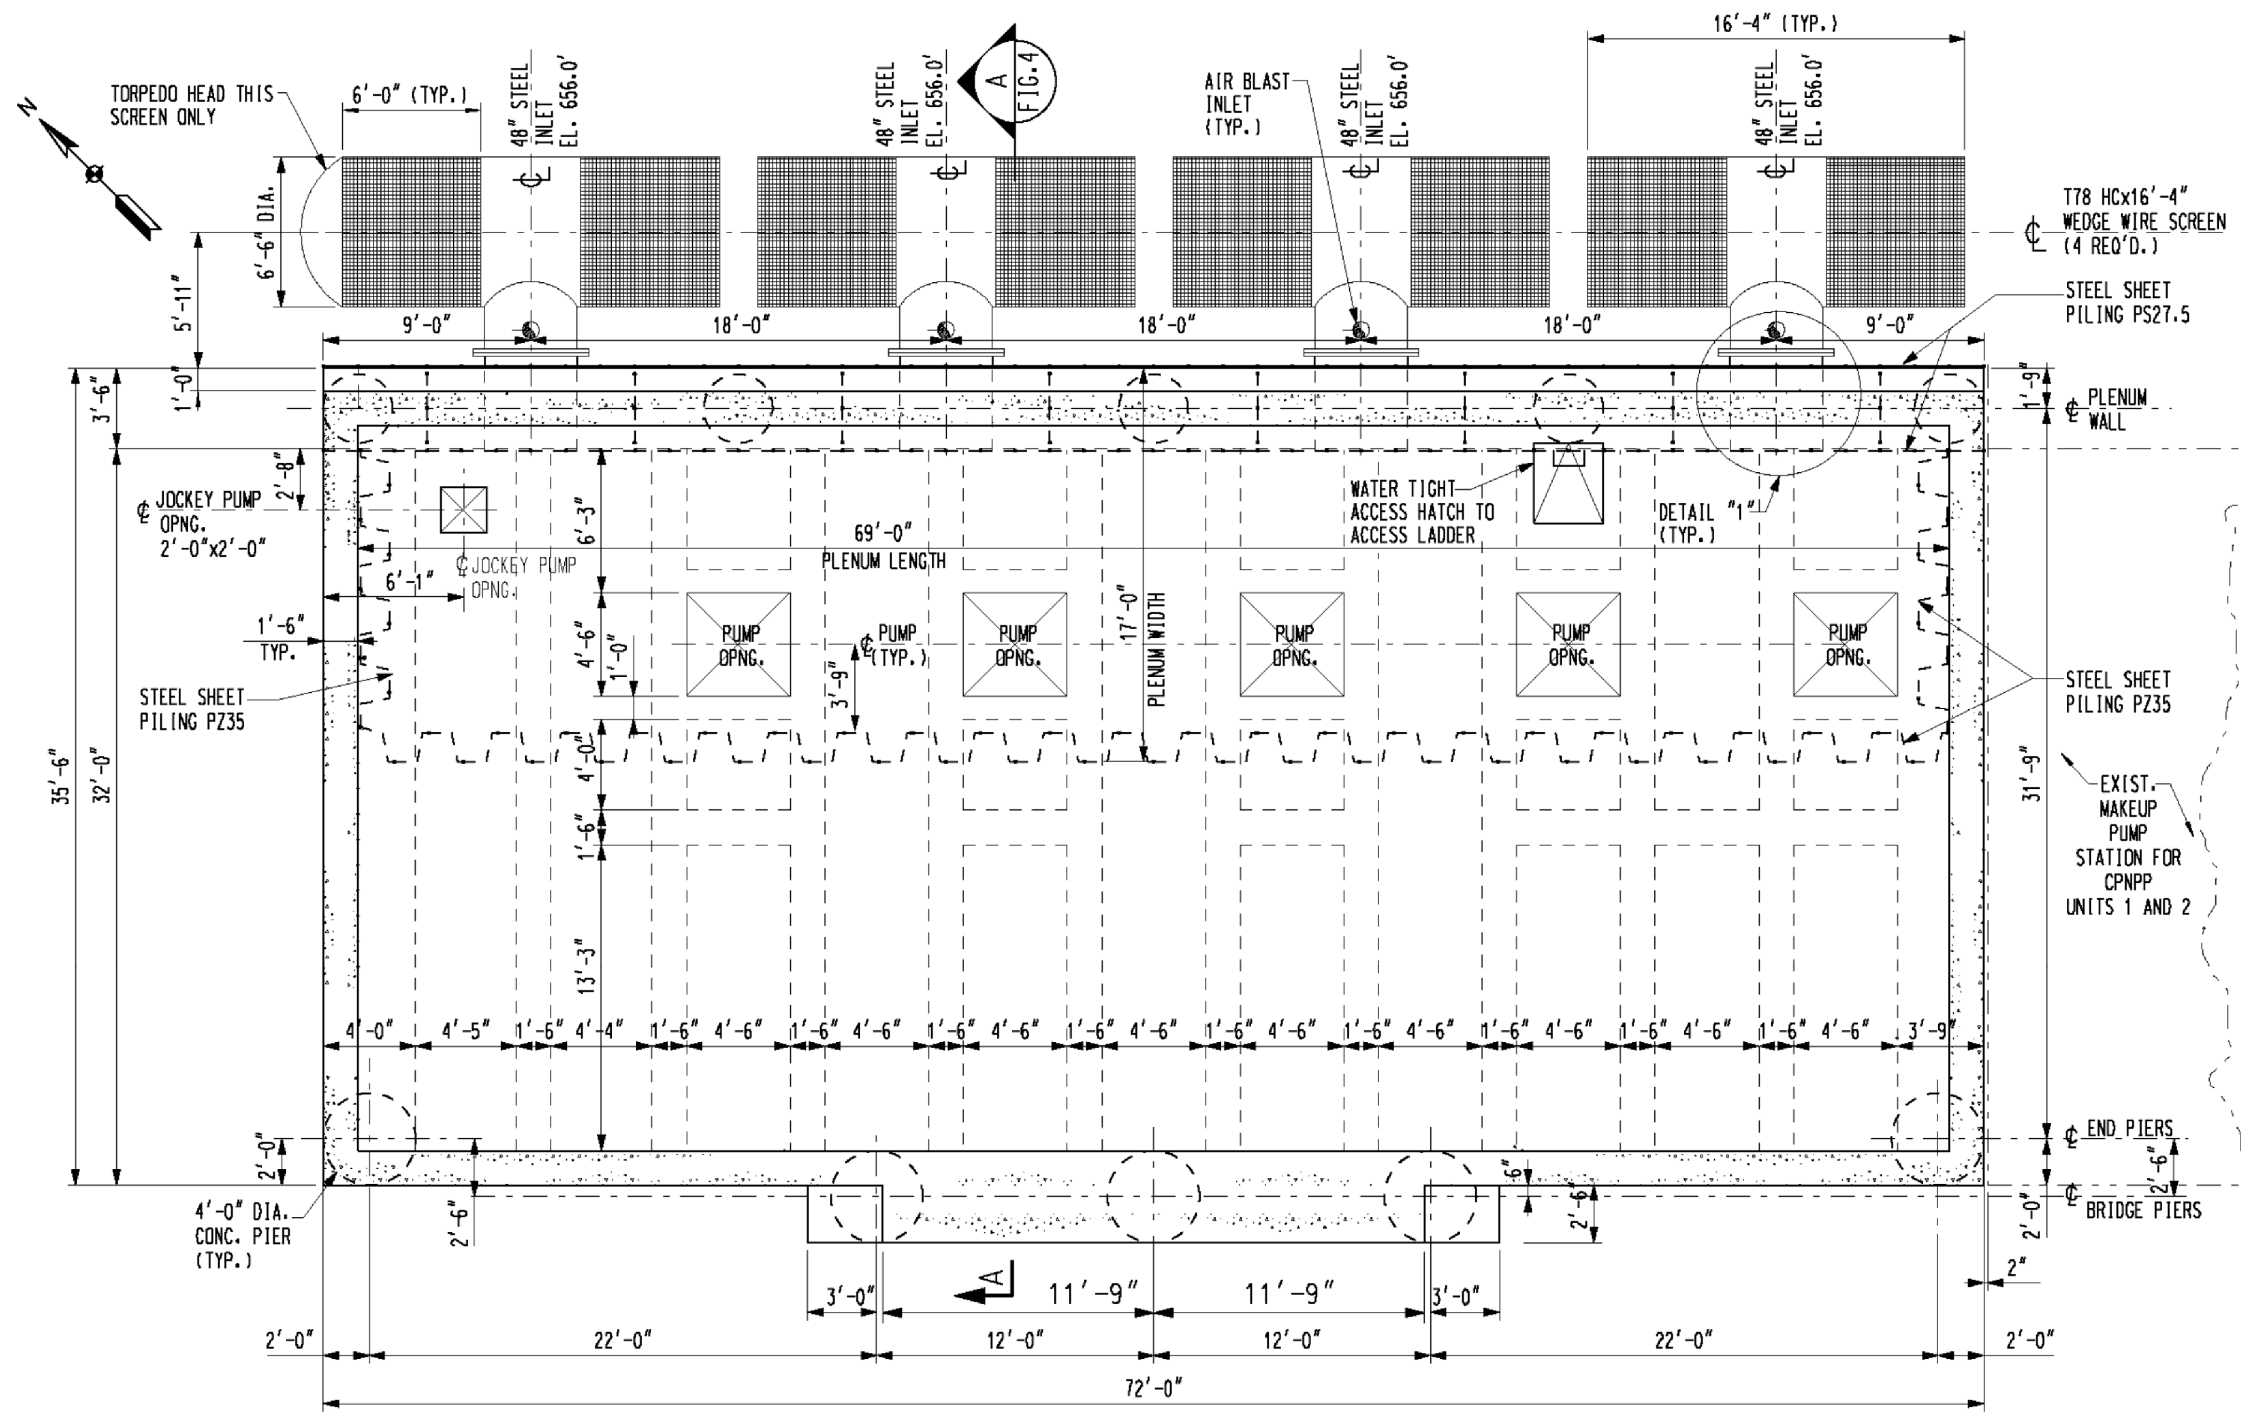 16'-4" (TYP.)
N
TORPEDO HEAD THIS
SCREEN ONLY
6'-0" (TYP.)
48" STEEL
INLET
EL. 656.0'
48" STEEL
INLET
EL. 656.0'
A
FIG.4
AIR BLAST
INLET
(TYP.)
48" STEEL
INLET
EL. 656.0'
48" STEEL
INLET
EL. 656.0'
6'-6" DIA.
5'-11"
T78 HCx16'-4"
WEDGE WIRE SCREEN
(4 REQ'D.)
STEEL SHEET
PILING PS27.5
9'-0"
18'-0"
18'-0"
18'-0"
9'-0"
3'-6"
1'-0"
1'-9"
PLENUM
WALL
2'-8"
JOCKEY PUMP
OPNG.
2'-0"x2'-0"
JOCKEY PUMP
OPNG.
6'-1"
6'-3"
69'-0"
PLENUM LENGTH
WATER TIGHT
ACCESS HATCH TO
ACCESS LADDER
DETAIL "1"
(TYP.)
1'-6"
TYP.
4'-6"
1'-0"
PUMP
OPNG.
PUMP
(TYP.)
3'-9"
PUMP
OPNG.
17'-0"
PLENUM WIDTH
PUMP
OPNG.
PUMP
OPNG.
PUMP
OPNG.
STEEL SHEET
PILING PZ35
STEEL SHEET
PILING PZ35
35'-6"
32'-0"
4'-0"
1'-6"
13'-3"
31'-9"
EXIST.
MAKEUP
PUMP
STATION FOR
CPNPP
UNITS 1 AND 2
4'-0"
4'-5"
1'-6"
4'-4"
1'-6"
4'-6"
1'-6"
4'-6"
1'-6"
4'-6"
1'-6"
4'-6"
1'-6"
4'-6"
1'-6"
4'-6"
1'-6"
4'-6"
1'-6"
4'-6"
1'-6"
4'-6"
3'-9"
2'-0"
2'-6"
6"
2'-6"
END PIERS
2'-6"
2'-0"
BRIDGE PIERS
4'-0" DIA.
CONC. PIER
(TYP.)
2"
A
3'-0"
11'-9"
11'-9"
3'-0"
2'-0"
22'-0"
12'-0"
12'-0"
22'-0"
2'-0"
72'-0"